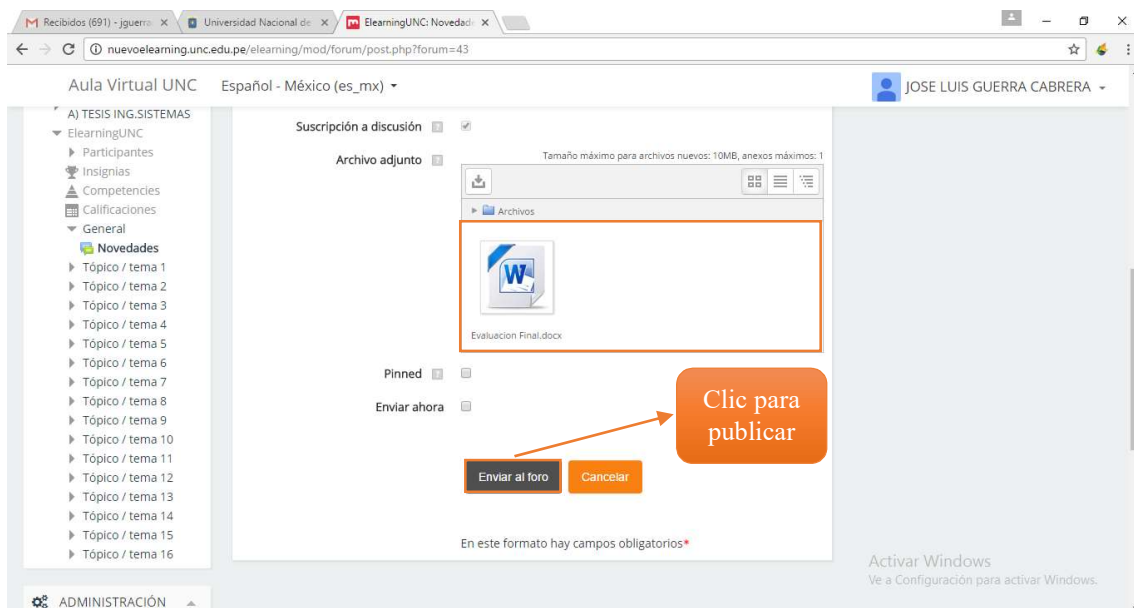 Recibidos (691) - jguerra
Universidad Nacional de
ElearningUNC: Noved
nuevoelearning.unc.edu.pe/elearning/mod/forum/post.php?forum=43
Aula Virtual UNC
Español - México (es_mx)
JOSE LUIS GUERRA CABRERA
A) TESIS ING.SISTEMAS
ElearningUNC
Participantes
Insignias
Competencies
Calificaciones
General
Novedades
Tópico / tema 1
Tópico / tema 2
Tópico / tema 3
Tópico / tema 4
Tópico / tema 5
Tópico / tema 6
Tópico / tema 7
Tópico / tema 8
Tópico / tema 9
Tópico / tema 10
Tópico / tema 11
Tópico / tema 12
Tópico / tema 13
Tópico / tema 14
Tópico / tema 15
Tópico / tema 16
ADMINISTRACIÓN
Suscripción a discusión
Archivo adjunto
Tamaño máximo para archivos nuevos: 10MB, anexos máximos: 1
Archivos
W
Evaluacion Final.docx
Pinned
Enviar ahora
Clic para
publicar
Enviar al foro
Cancelar
En este formato hay campos obligatorios*
Activar Windows
Ve a Configuración para activar Windows.